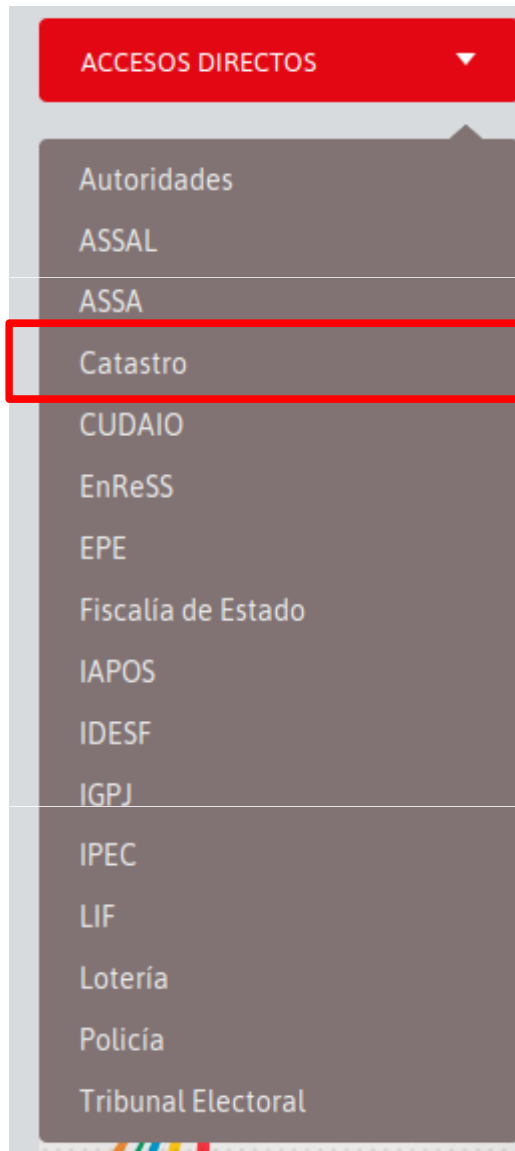 ACCESOS DIRECTOS
Autoridades
ASSAL
ASSA
Catastro
CUDAIO
EnReSS
EPE
Fiscalía de Estado
IAPOS
IDESF
IGPJ
IPEC
LIF
Lotería
Policía
Tribunal Electoral